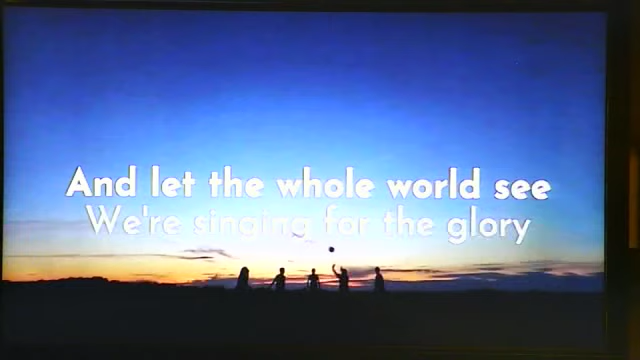 And let the whole world see
We're singing for the glory